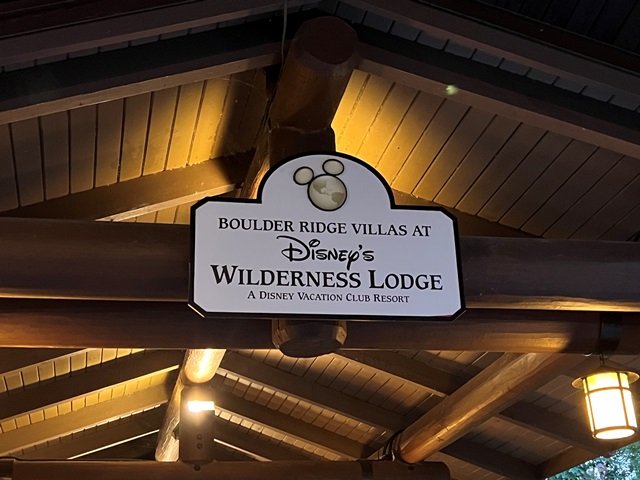 BOULDER RIDGE VILLAS AT
Disney's
WILDERNESS LODGE
A DISNEY VACATION CLUB RESORT